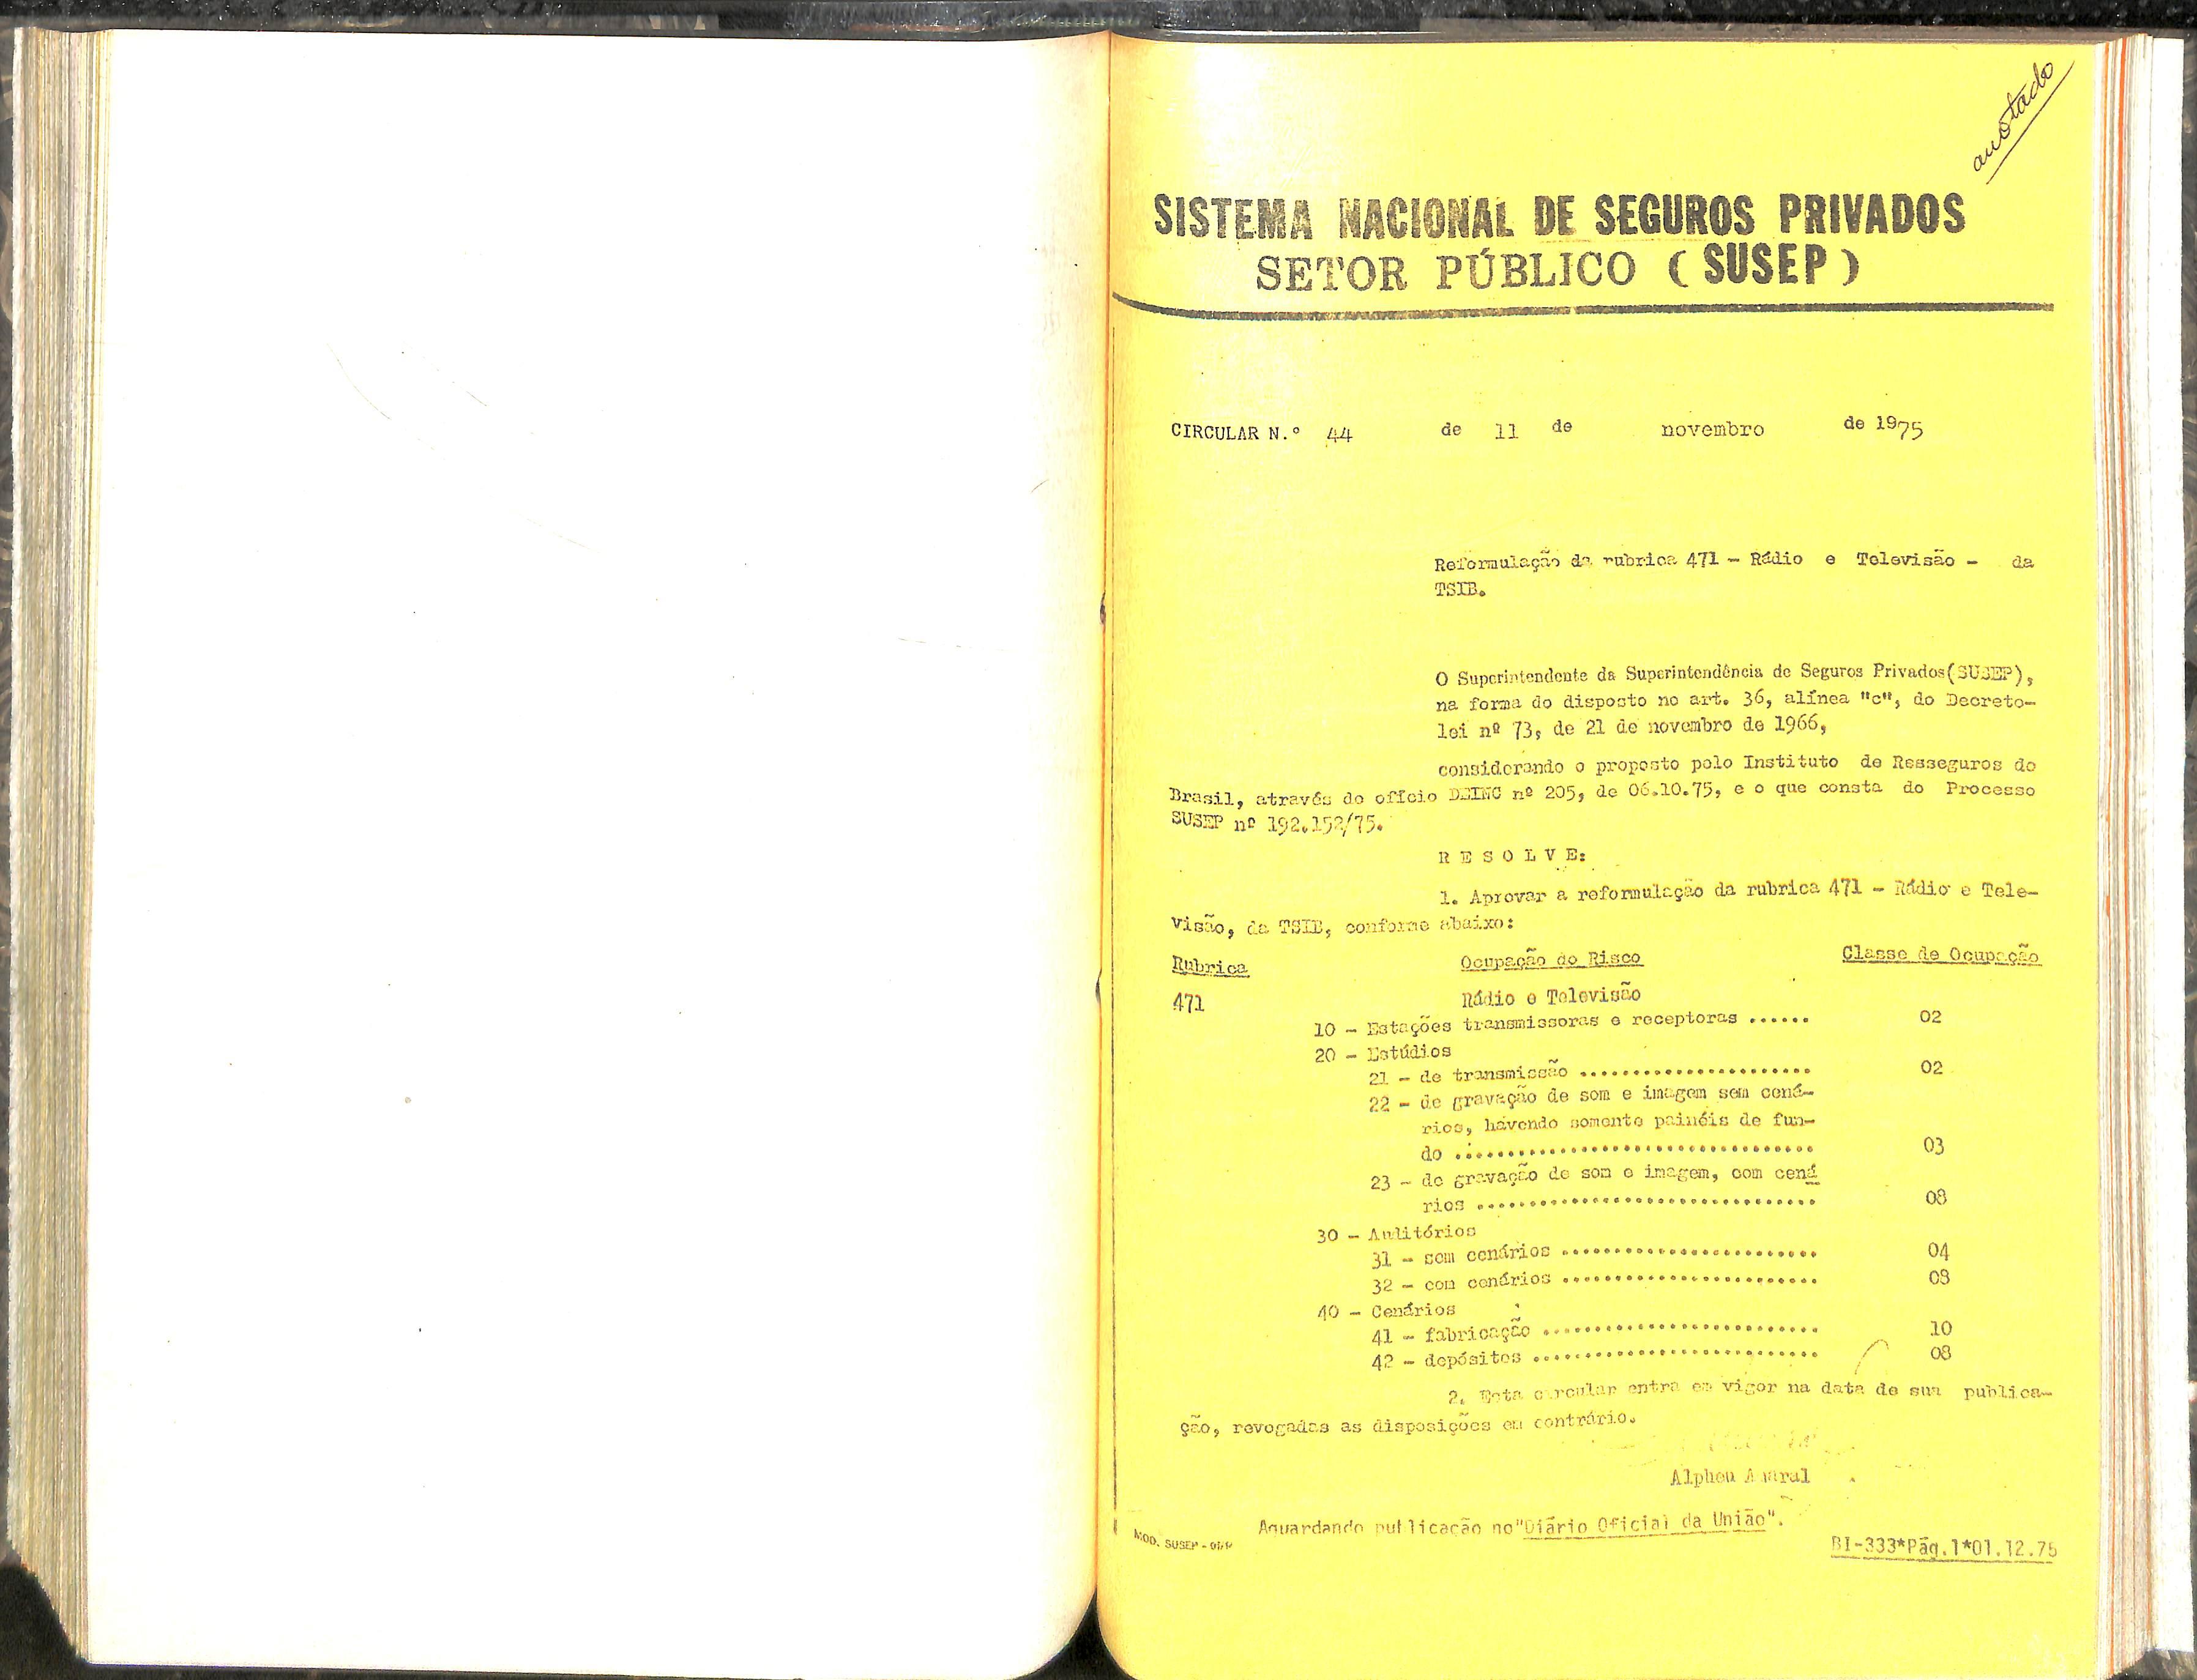 anotado
SISTEMA NACIONAL DE SEGUROS PRIVADOS
SETOR PÚBLICO ( SUSEP )
CIRCULAR N.º 44 de 11 de novembro de 1975
Reformulação da rubrica 471 - Rádio e Televisão - da
TSIB.
O Superintendente da Superintendência de Seguros Privados(SUSEP),
na forma do disposto no art. 36, alínea "c", do Decreto-
lei nº 73, de 21 de novembro de 1966,
considerando o proposto pelo Instituto de Resseguros do
Brasil, através do ofício DEINC nº 205, de 06.10.75, e o que consta do Processo
SUSEP nº 192.152/75.
R E S O L V E:
1. Aprovar a reformulação da rubrica 471 - Rádio e Tele-
visão, da TSIB, conforme abaixo:
Rubrica Ocupação do Risco Classe de Ocupação
471 Rádio e Televisão
10 - Estações transmissoras e receptoras ...... 02
20 - Estúdios
21 - de transmissão ...................... 02
22 - de gravação de som e imagem sem cená-
rios, havendo somente painéis de fun-
do .................................. 03
23 - de gravação de som e imagem, com cená
rios ................................ 08
30 - Auditórios
31 - sem cenários ........................ 04
32 - com cenários ........................ 08
40 - Cenários
41 - fabricação .......................... 10
42 - depósitos ........................... 08
2. Esta circular entra em vigor na data de sua publica-
ção, revogadas as disposições em contrário.
Alpheu Amaral
Aguardando publicação no"Diário Oficial da União".
MOD. SUSEP -
BI-333*Pág.1*01.12.75